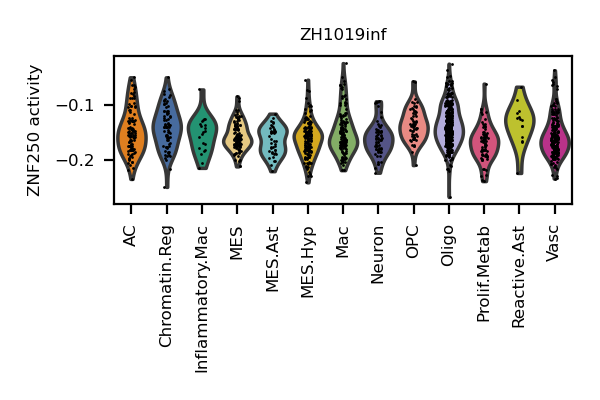 ZH1019inf
ZNF250 activity
−0.1
−0.2
AC
Chromatin.Reg
Inflammatory.Mac
MES
MES.Ast
MES.Hyp
Mac
Neuron
OPC
Oligo
Prolif.Metab
Reactive.Ast
Vasc